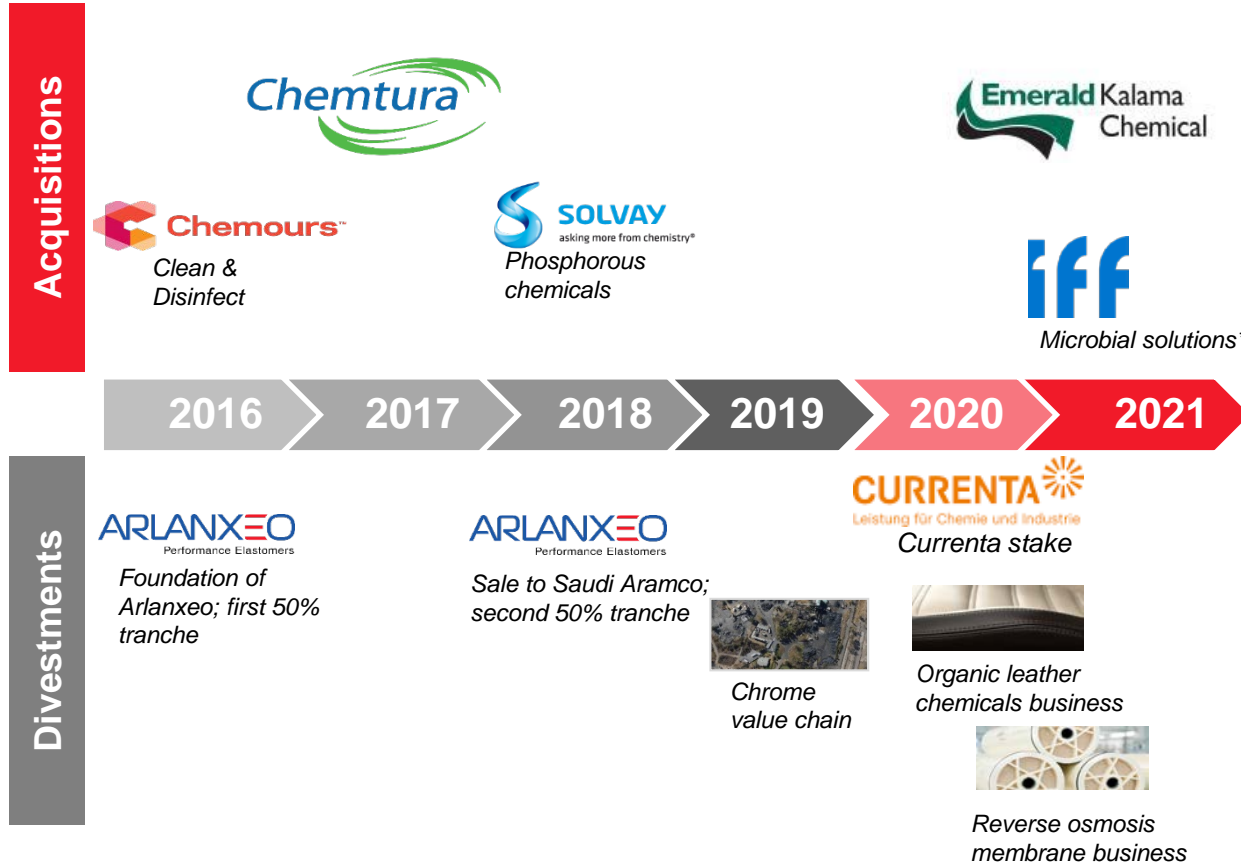 Acquisitions
Chemtura
Emerald Kalama
Chemical
Chemours™
Clean &
Disinfect
SOLVAY
asking more from chemistry®
Phosphorous
chemicals
iff
Microbial solutions*
2016
2017
2018
2019
2020
2021
Divestments
ARLANXEO
Performance Elastomers
Foundation of
Arlanxeo; first 50%
tranche
ARLANXEO
Performance Elastomers
Sale to Saudi Aramco;
second 50% tranche
Chrome
value chain
CURRENTA
Leistung für Chemie und Industrie
Currenta stake
Organic leather
chemicals business
Reverse osmosis
membrane business